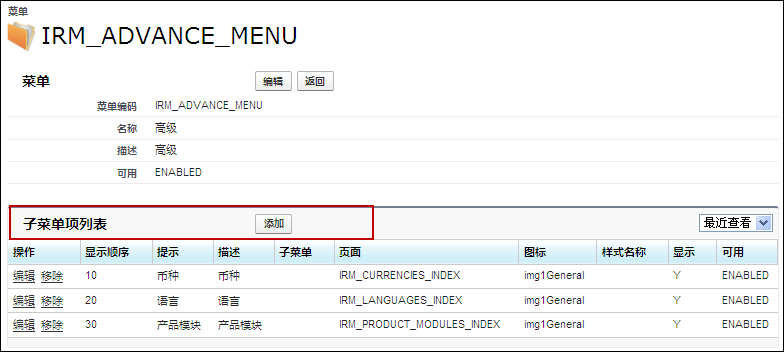 菜单
IRM_ADVANCE_MENU
菜单 编辑 返回
菜单编码 IRM_ADVANCE_MENU
名称 高级
描述 高级
可用 ENABLED
子菜单项列表 添加 最近查看
操作 显示顺序 提示 描述 子菜单 页面 图标 样式名称 显示 可用
编辑 移除 10 币种 币种 IRM_CURRENCIES_INDEX img1General Y ENABLED
编辑 移除 20 语言 语言 IRM_LANGUAGES_INDEX img1General Y ENABLED
编辑 移除 30 产品模块 产品模块 IRM_PRODUCT_MODULES_INDEX img1General Y ENABLED